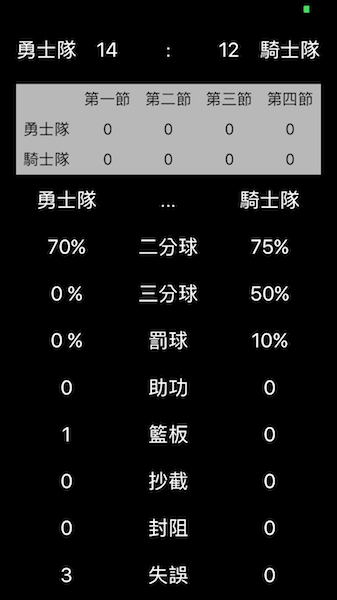 勇士隊 14 : 12 騎士隊
第一節 第二節 第三節 第四節
勇士隊 0 0 0 0
騎士隊 0 0 0 0
勇士隊 ... 騎士隊
70% 二分球 75%
0 % 三分球 50%
0 % 罰球 10%
0 助功 0
1 籃板 0
0 抄截 0
0 封阻 0
3 失誤 0